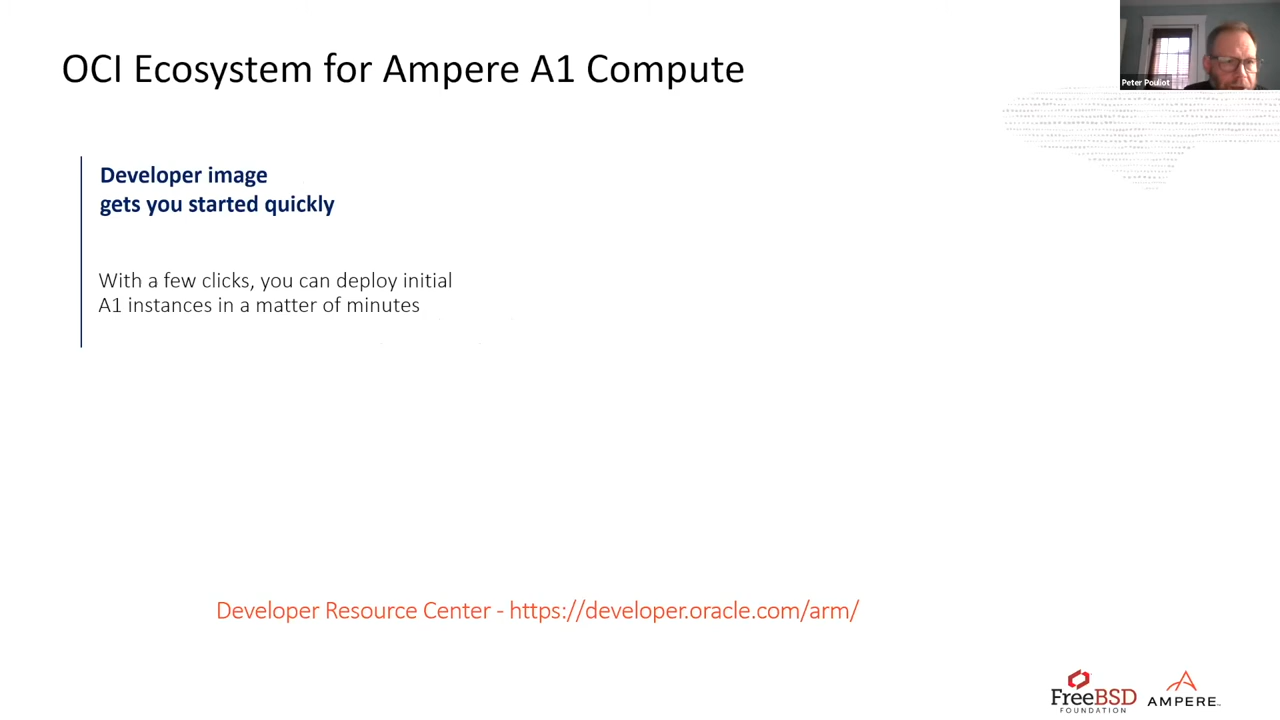 OCI Ecosystem for Ampere A1 Compute
Peter Pouliot
Developer image
gets you started quickly
With a few clicks, you can deploy initial
A1 instances in a matter of minutes
Developer Resource Center - https://developer.oracle.com/arm/
FreeBSD
FOUNDATION
AMPERE